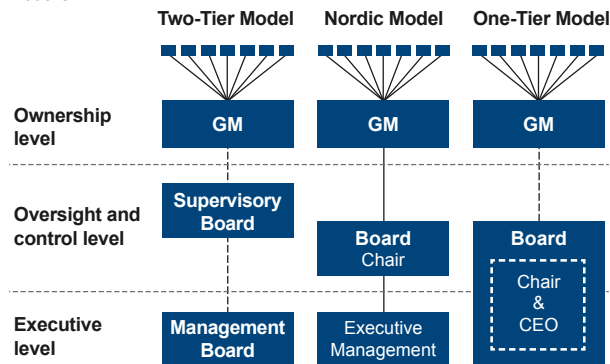 Two-Tier Model Nordic Model One-Tier Model
Ownership
level
GM GM GM
Oversight and
control level
Supervisory
Board
Board
Chair
Board
Chair
&
CEO
Executive
level
Management
Board
Executive
Management